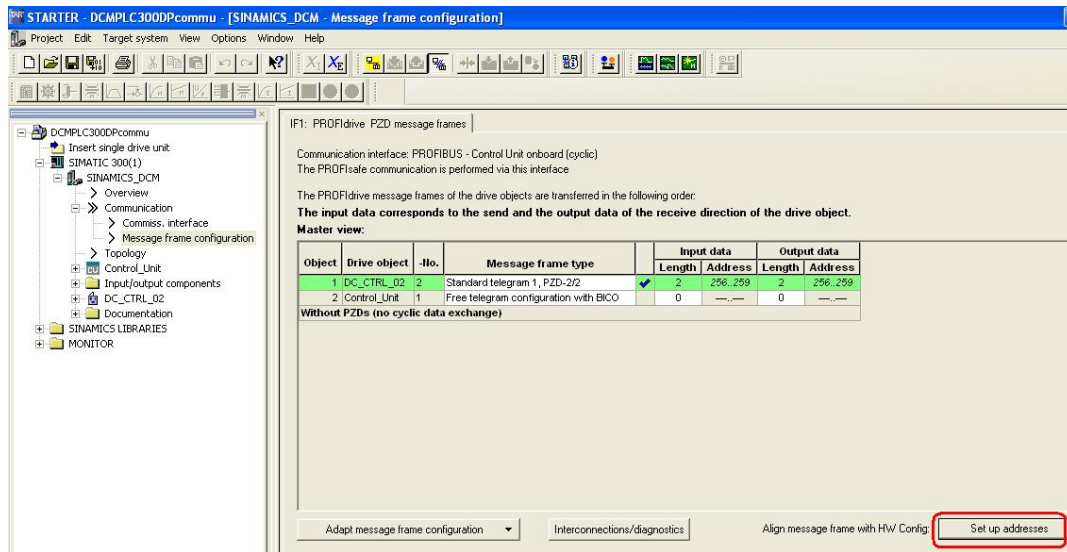 STARTER - DCMPLC300DPcommu - [SINAMICS_DCM - Message frame configuration]
Project Edit Target system View Options Window Help
DCMPLC300DPcommu
Insert single drive unit
SIMATIC 300(1)
SINAMICS_DCM
Overview
Communication
Commiss. interface
Message frame configuration
Topology
Control_Unit
Input/output components
DC_CTRL_02
Documentation
SINAMICS LIBRARIES
MONITOR
IF1: PROFIdrive PZD message frames
Communication interface: PROFIBUS - Control Unit onboard (cyclic)
The PROFIsafe communication is performed via this interface
The PROFIdrive message frames of the drive objects are transferred in the following order:
The input data corresponds to the send and the output data of the receive direction of the drive object.
Master view:
Object Drive object -No. Message frame type Input data Output data
Length Address Length Address
1 DC_CTRL_02 2 Standard telegram 1, PZD-2/2 2 256..259 2 256..259
2 Control_Unit 1 Free telegram configuration with BICO 0 ---..--- 0 ---..---
Without PZDs (no cyclic data exchange)
Adapt message frame configuration Interconnections/diagnostics Align message frame with HW Config: Set up addresses